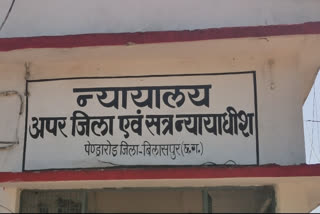 न्यायालय
अपर जिला एवं सत्र न्यायाधीश
पेण्ड्रारोड जिला-बिलासपुर (छ.ग.)